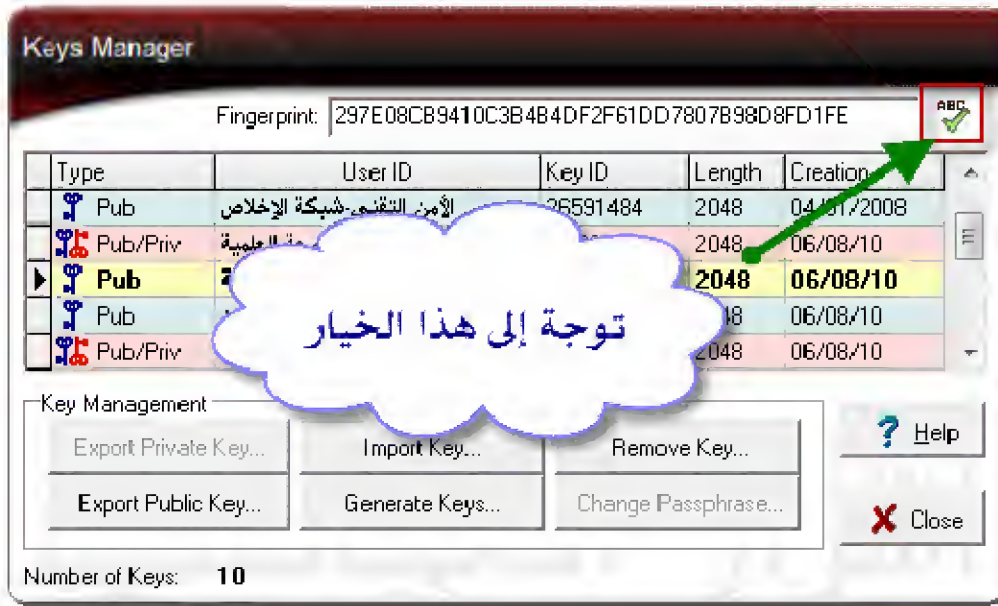 Keys Manager
Fingerprint: 297E08CB9410C3B4B4DF2F61DD7807B98D8FD1FE
ABC
Type User ID Key ID Length Creation
Pub الأمن التقني-شبكة الإخلاص 26591484 2048 04/01/2008
Pub/Priv العلمية 2048 06/08/10
Pub 2048 06/08/10
Pub 48 06/08/10
Pub/Priv 2048 06/08/10
توجة إلى هذا الخيار
Key Management
Export Private Key... Import Key... Remove Key...
Help
Export Public Key... Generate Keys... Change Passphrase...
Close
Number of Keys: 10